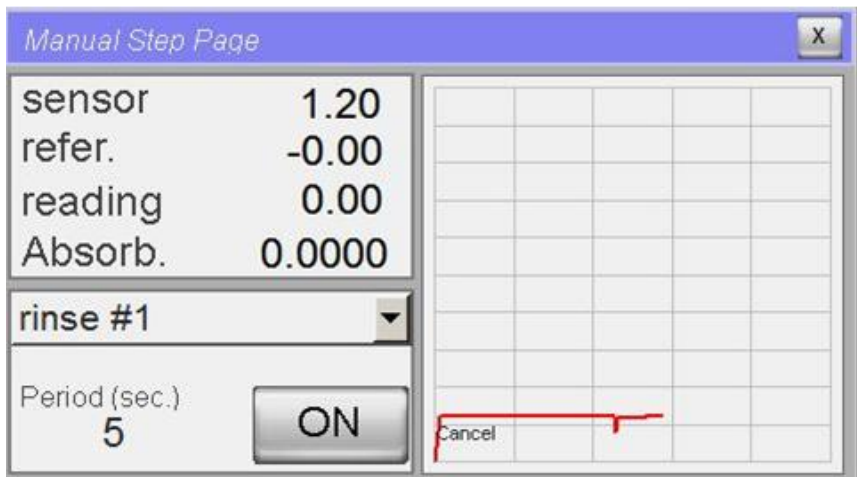 Manual Step Page X
sensor 1.20
refer. -0.00
reading 0.00
Absorb. 0.0000
rinse #1
Period (sec.)
5
ON
Cancel